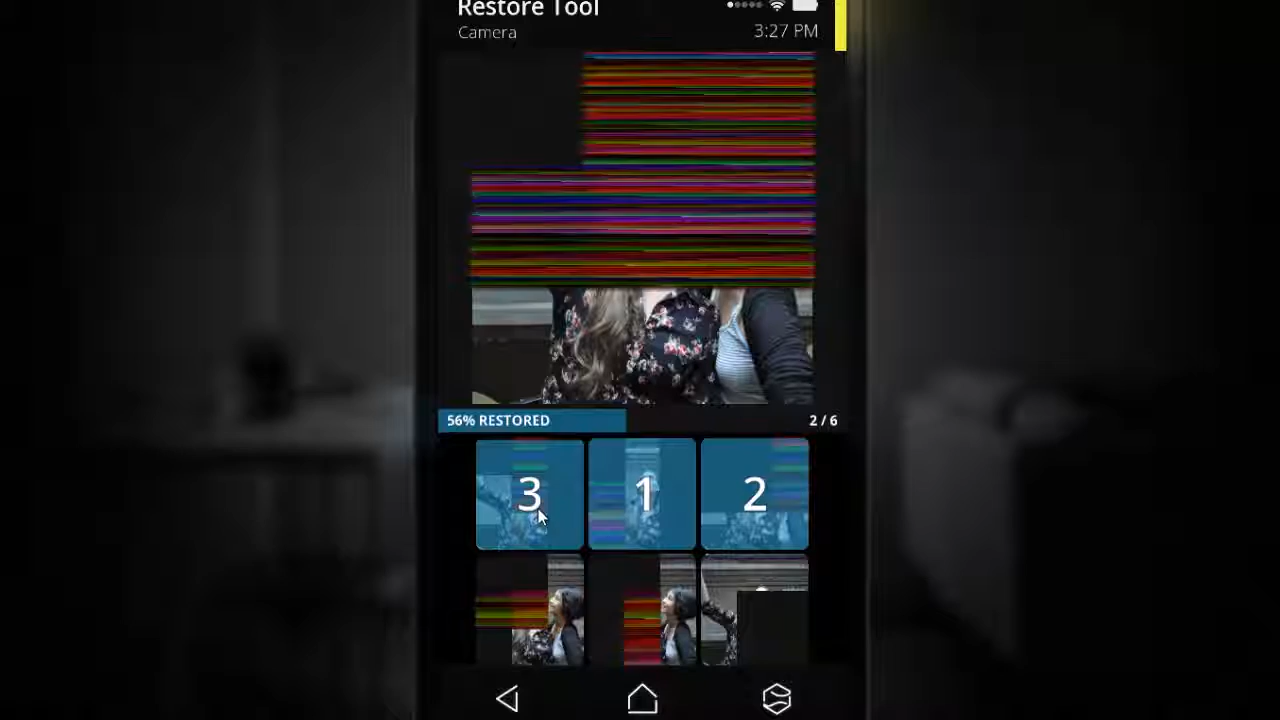 Restore Tool
Camera
3:27 PM
56% RESTORED
2 / 6
3
1
2